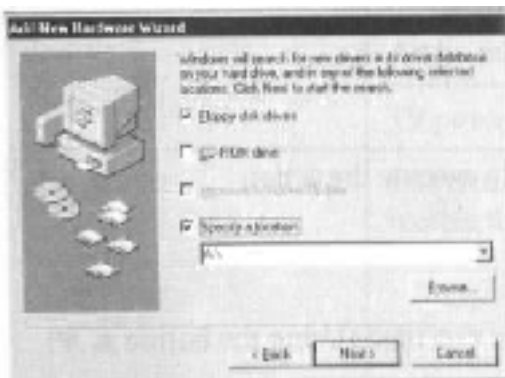 Add New Hardware Wizard
Windows will search for new drivers in its driver database
on your hard drive, and in any of the following selected
locations. Click Next to start the search.
Floppy disk drives
CD-ROM drive
Specify a location:
A:\
Browse...
< Back
Next >
Cancel